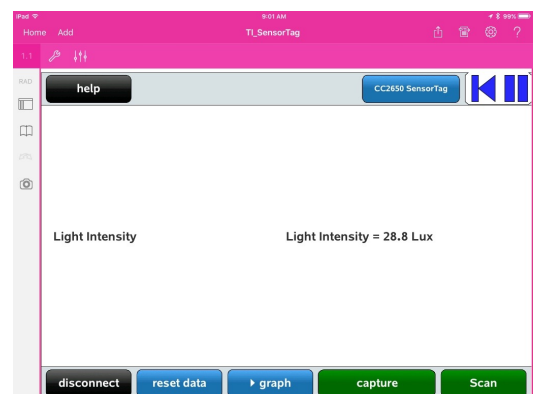 iPad 9:01 AM 99%
Home Add TI_SensorTag ?
1.1
RAD
help CC2650 SensorTag
Light Intensity Light Intensity = 28.8 Lux
disconnect reset data graph capture Scan